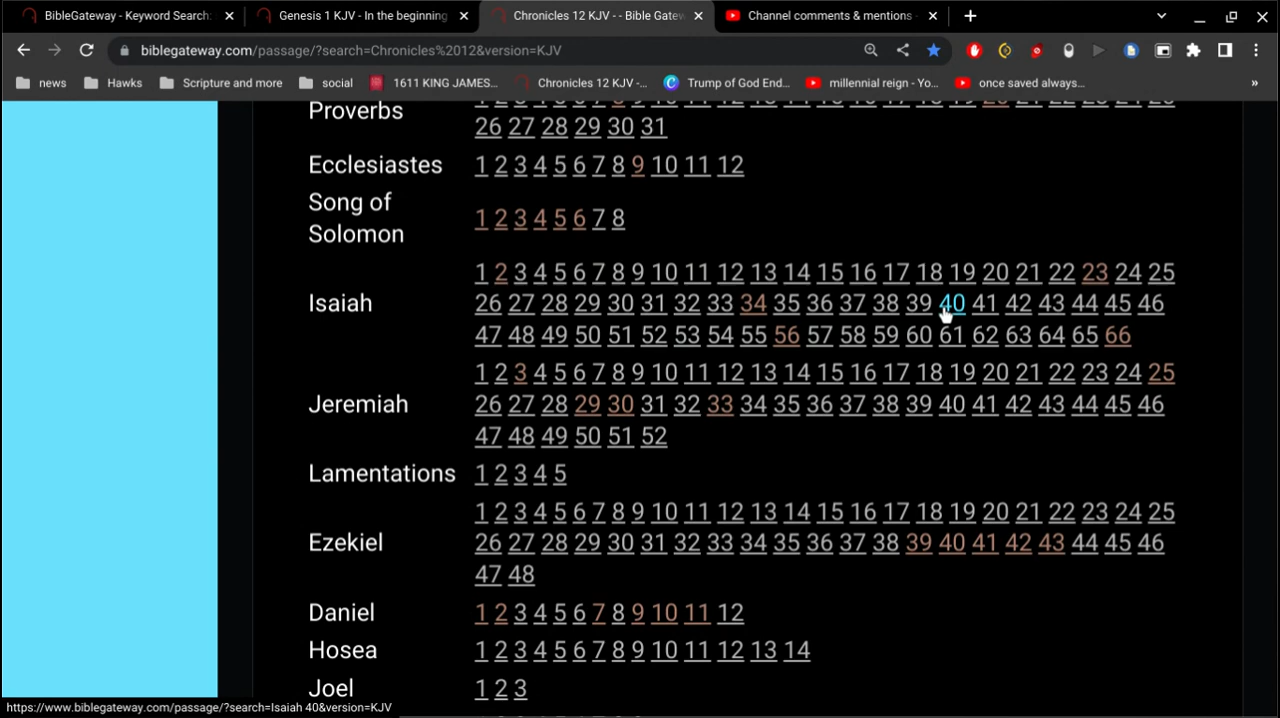 BibleGateway - Keyword Search:
Genesis 1 KJV - In the beginning
Chronicles 12 KJV - - Bible Gatew
Channel comments & mentions -
biblegateway.com/passage/?search=Chronicles%2012&version=KJV
news
Hawks
Scripture and more
social
1611 KING JAMES...
Chronicles 12 KJV -...
Trump of God End...
millennial reign - Yo...
once saved always...
»
Proverbs
26 27 28 29 30 31
Ecclesiastes
1 2 3 4 5 6 7 8 9 10 11 12
Song of
Solomon
1 2 3 4 5 6 7 8
1 2 3 4 5 6 7 8 9 10 11 12 13 14 15 16 17 18 19 20 21 22 23 24 25
Isaiah
26 27 28 29 30 31 32 33 34 35 36 37 38 39 40 41 42 43 44 45 46
47 48 49 50 51 52 53 54 55 56 57 58 59 60 61 62 63 64 65 66
1 2 3 4 5 6 7 8 9 10 11 12 13 14 15 16 17 18 19 20 21 22 23 24 25
Jeremiah
26 27 28 29 30 31 32 33 34 35 36 37 38 39 40 41 42 43 44 45 46
47 48 49 50 51 52
Lamentations
1 2 3 4 5
1 2 3 4 5 6 7 8 9 10 11 12 13 14 15 16 17 18 19 20 21 22 23 24 25
Ezekiel
26 27 28 29 30 31 32 33 34 35 36 37 38 39 40 41 42 43 44 45 46
47 48
Daniel
1 2 3 4 5 6 7 8 9 10 11 12
Hosea
1 2 3 4 5 6 7 8 9 10 11 12 13 14
Joel
1 2 3
https://www.biblegateway.com/passage/?search=Isaiah 40&version=KJV